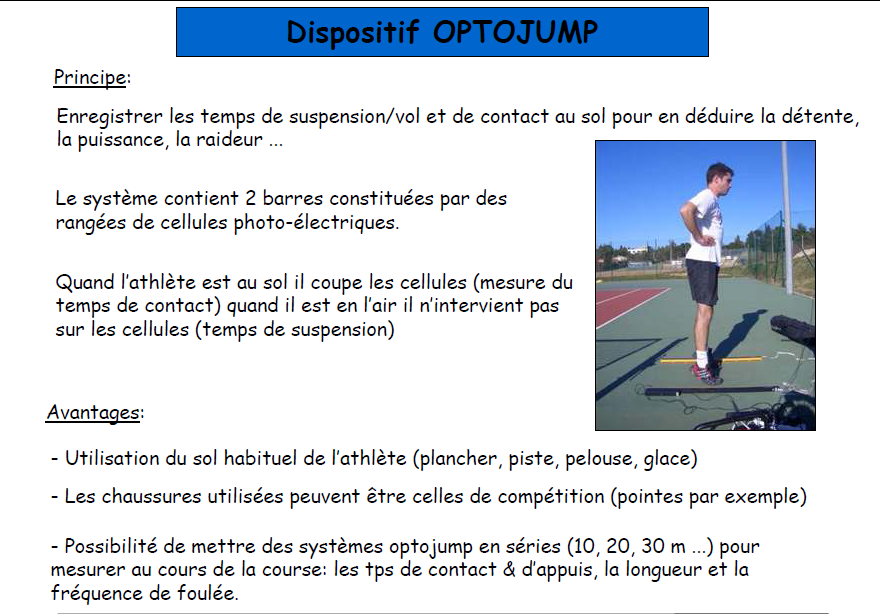 Dispositif OPTOJUMP
Principe:
Enregistrer les temps de suspension/vol et de contact au sol pour en déduire la détente,
la puissance, la raideur ...
Le système contient 2 barres constituées par des
rangées de cellules photo-électriques.
Quand l'athlète est au sol il coupe les cellules (mesure du
temps de contact) quand il est en l'air il n'intervient pas
sur les cellules (temps de suspension)
Avantages:
- Utilisation du sol habituel de l'athlète (plancher, piste, pelouse, glace)
- Les chaussures utilisées peuvent être celles de compétition (pointes par exemple)
- Possibilité de mettre des systèmes optojump en séries (10, 20, 30 m ...) pour
mesurer au cours de la course: les tps de contact & d'appuis, la longueur et la
fréquence de foulée.